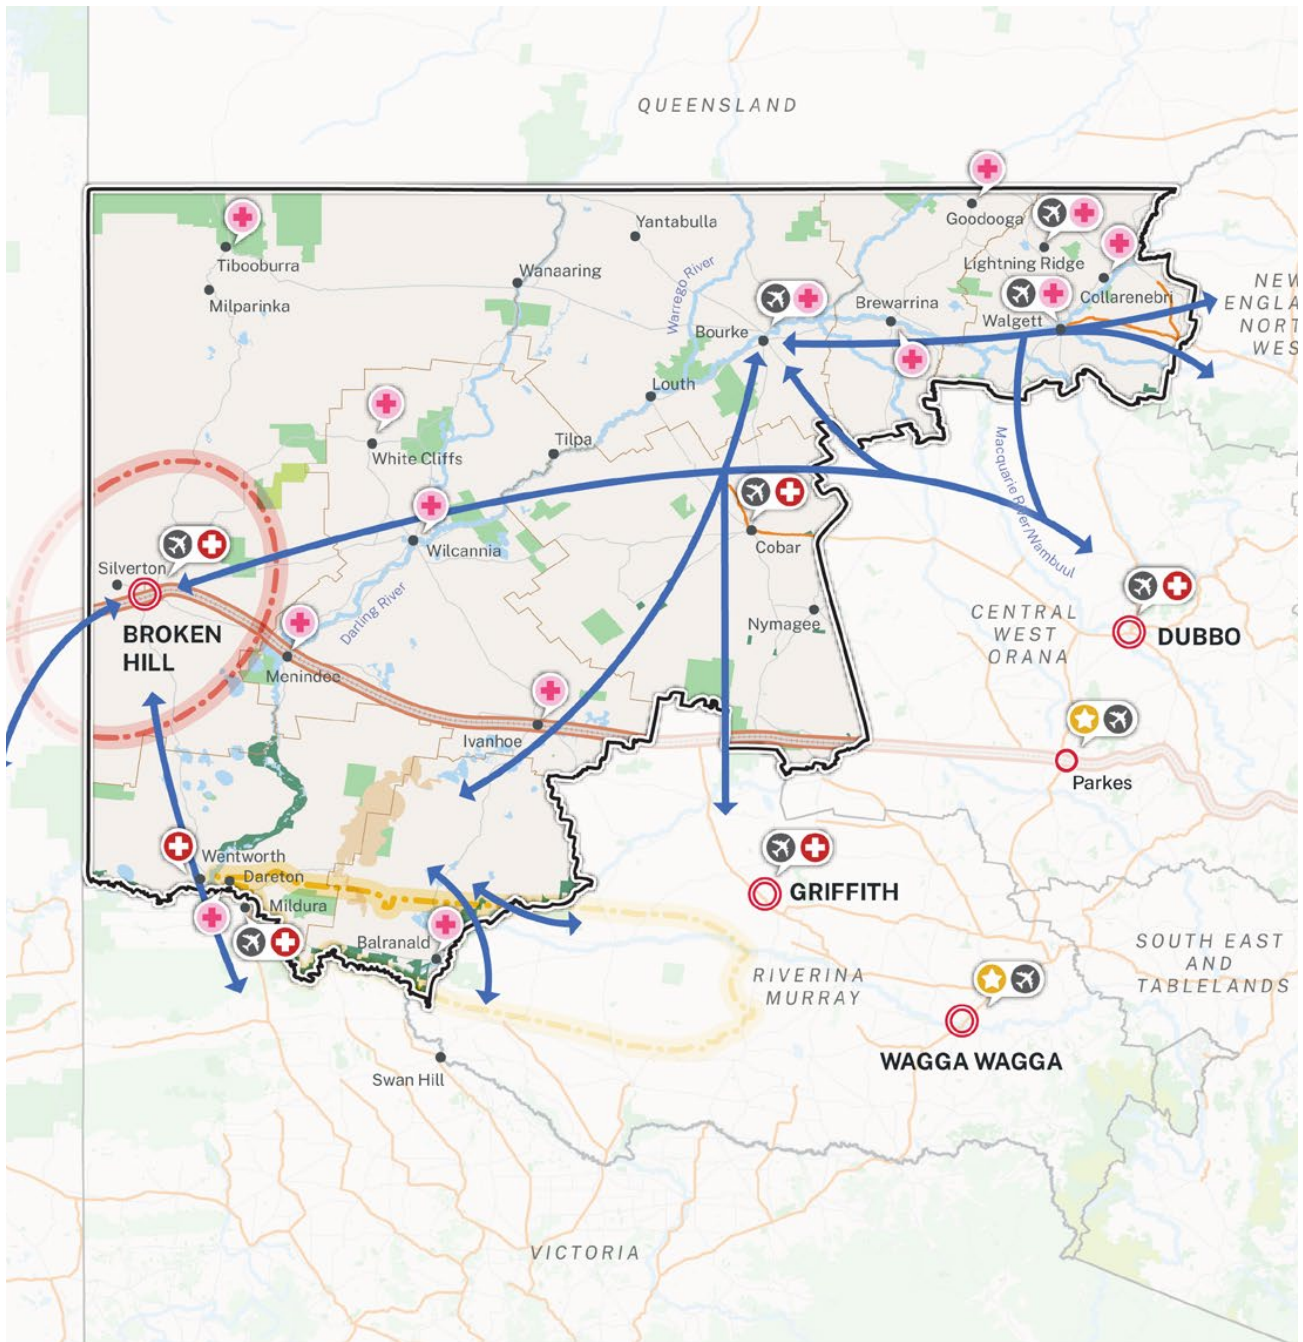 QUEENSLAND
Goodooga
Yantabulla
Tibooburra
Lightning Ridge
Wanaaring
Milparinka
Warrego River
Brewarrina
Collarenebri
Walgett
Bourke
NEW
ENGLA
NORT
WES
Louth
Tilpa
White Cliffs
Macquarie River/Wambuul
Wilcannia
Cobar
Silverton
Darling River
BROKEN
HILL
Nymagee
CENTRAL
WEST
ORANA
DUBBO
Menindee
Ivanhoe
Parkes
Wentworth
Dareton
Mildura
GRIFFITH
Balranald
SOUTH EAST
AND
TABLELANDS
RIVERINA
MURRAY
WAGGA WAGGA
Swan Hill
VICTORIA